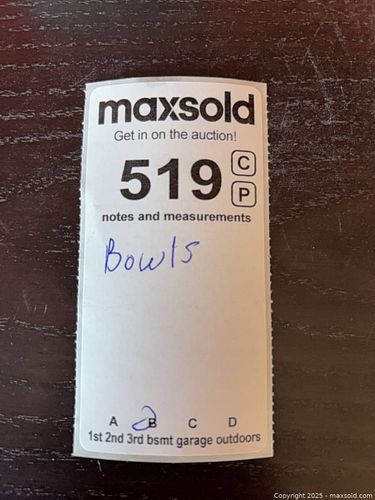 maxsold
Get in on the auction!
519 C
P
notes and measurements
Bowls
A B C D
1st 2nd 3rd bsmt garage outdoors
Copyright 2025 - maxsold.com